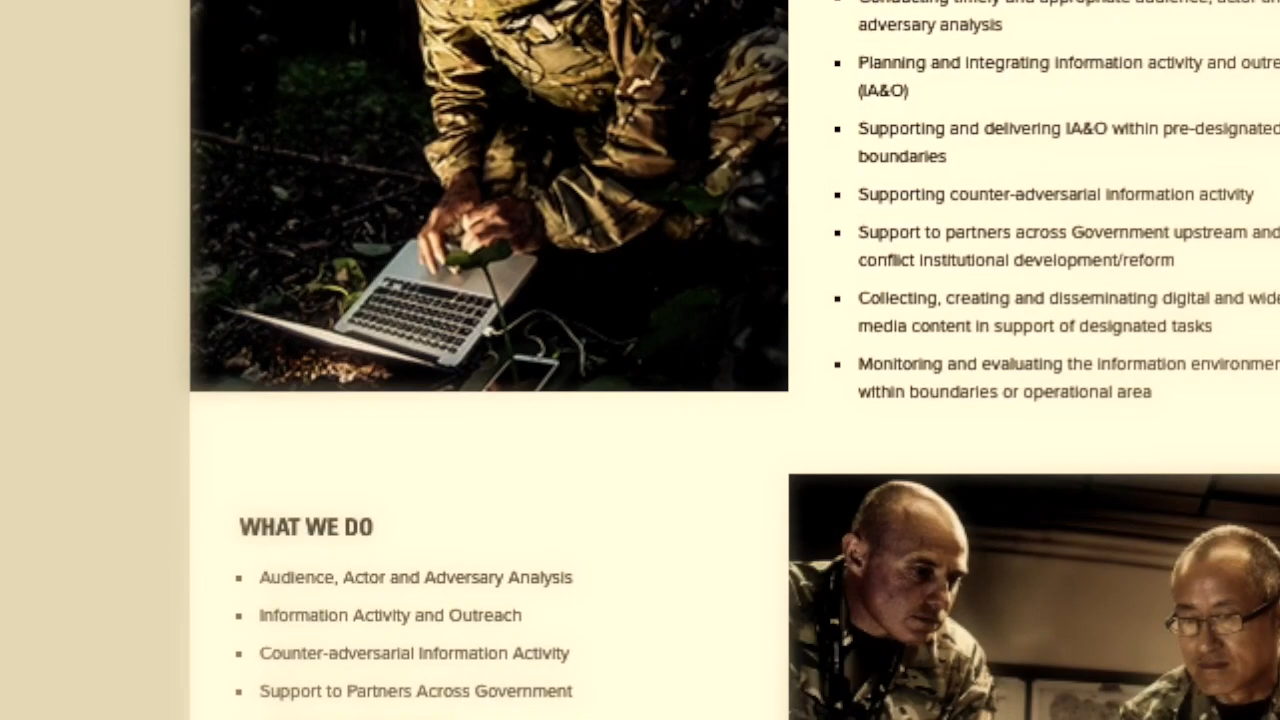 adversary analysis
Planning and integrating information activity and
(IA&O)
Supporting and delivering IA&O within pre-designated
boundaries
Supporting counter-adversarial information activity
Support to partners across Government upstream and
conflict institutional development/reform
Collecting, creating and disseminating digital and
media content in support of designated tasks
Monitoring and evaluating the information
within boundaries or operational area
WHAT WE DO
Audience, Actor and Adversary Analysis
Information Activity and Outreach
Counter-adversarial Information Activity
Support to Partners Across Government